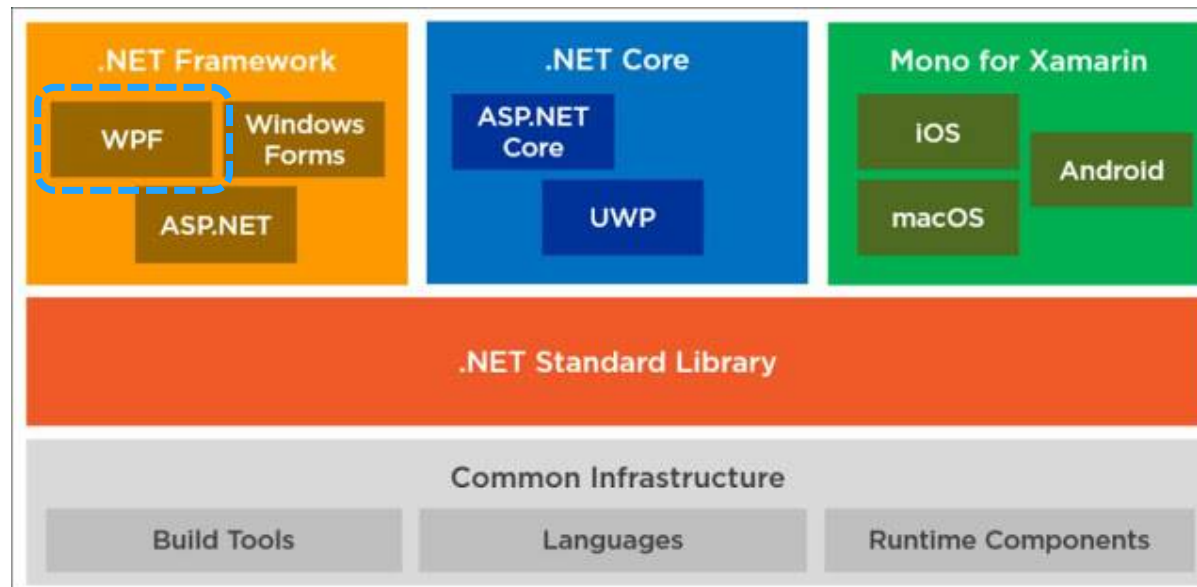 .NET Framework
WPF
Windows
Forms
ASP.NET
.NET Core
ASP.NET
Core
UWP
Mono for Xamarin
iOS
Android
macOS
.NET Standard Library
Common Infrastructure
Build Tools
Languages
Runtime Components